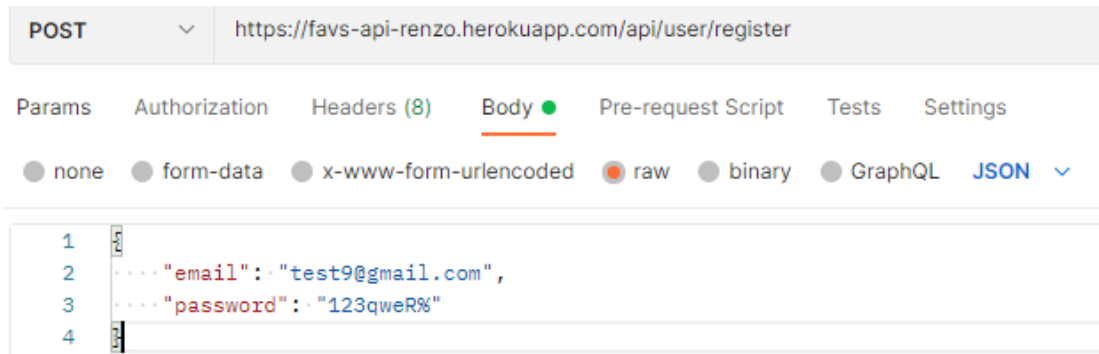 POST https://favs-api-renzo.herokuapp.com/api/user/register
Params Authorization Headers (8) Body Pre-request Script Tests Settings
none form-data x-www-form-urlencoded raw binary GraphQL JSON
1 {
2 "email": "test9@gmail.com",
3 "password": "123qweR%"
4 }